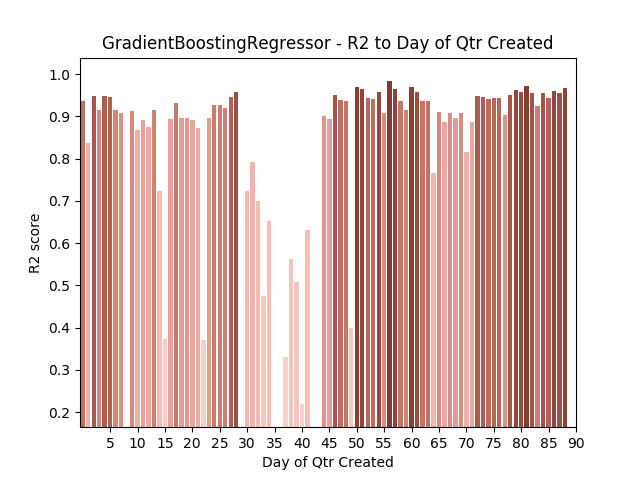 GradientBoostingRegressor - R2 to Day of Qtr Created
1.0
0.9
0.8
0.7
0.6
0.5
0.4
0.3
0.2
R2 score
5 10 15 20 25 30 35 40 45 50 55 60 65 70 75 80 85 90
Day of Qtr Created